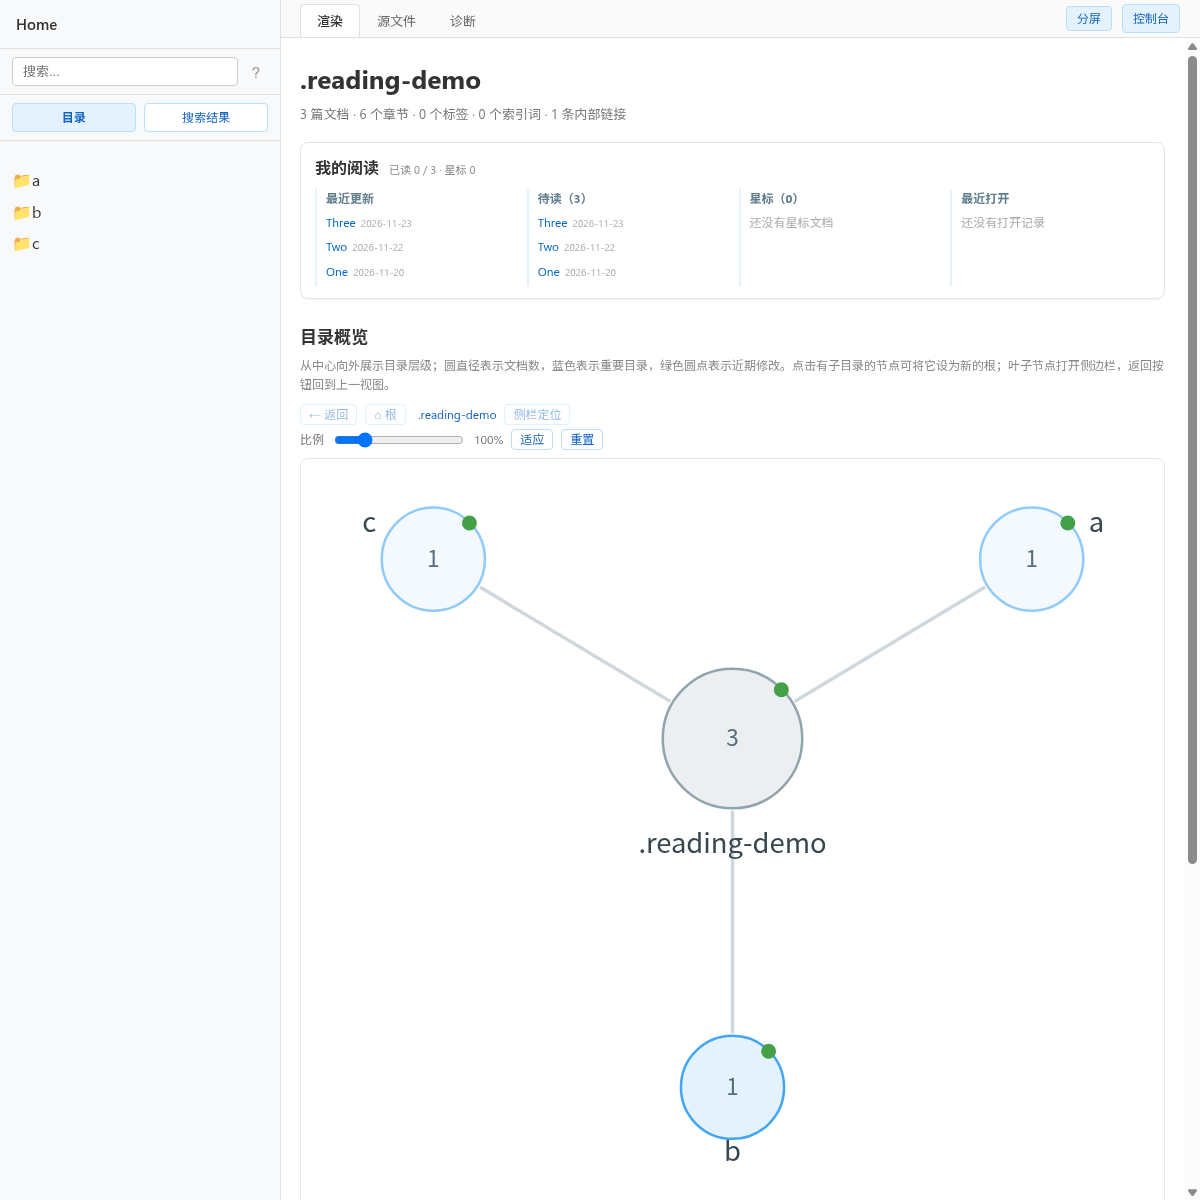 Home
搜索...
?
目录
搜索结果
📁a
📁b
📁c
渲染
源文件
诊断
分屏
控制台
.reading-demo
3 篇文档 · 6 个章节 · 0 个标签 · 0 个索引词 · 1 条内部链接
我的阅读 已读 0 / 3 · 星标 0
最近更新
Three 2026-11-23
Two 2026-11-22
One 2026-11-20
待读（3）
Three 2026-11-23
Two 2026-11-22
One 2026-11-20
星标（0）
还没有星标文档
最近打开
还没有打开记录
目录概览
从中心向外展示目录层级；圆直径表示文档数，蓝色表示重要目录，绿色圆点表示近期修改。点击有子目录的节点可将它设为新的根；叶子节点打开侧边栏，返回按
钮回到上一视图。
← 返回
⌂ 根
.reading-demo
侧栏定位
比例
100%
适应
重置
c
1
1
a
3
.reading-demo
1
b